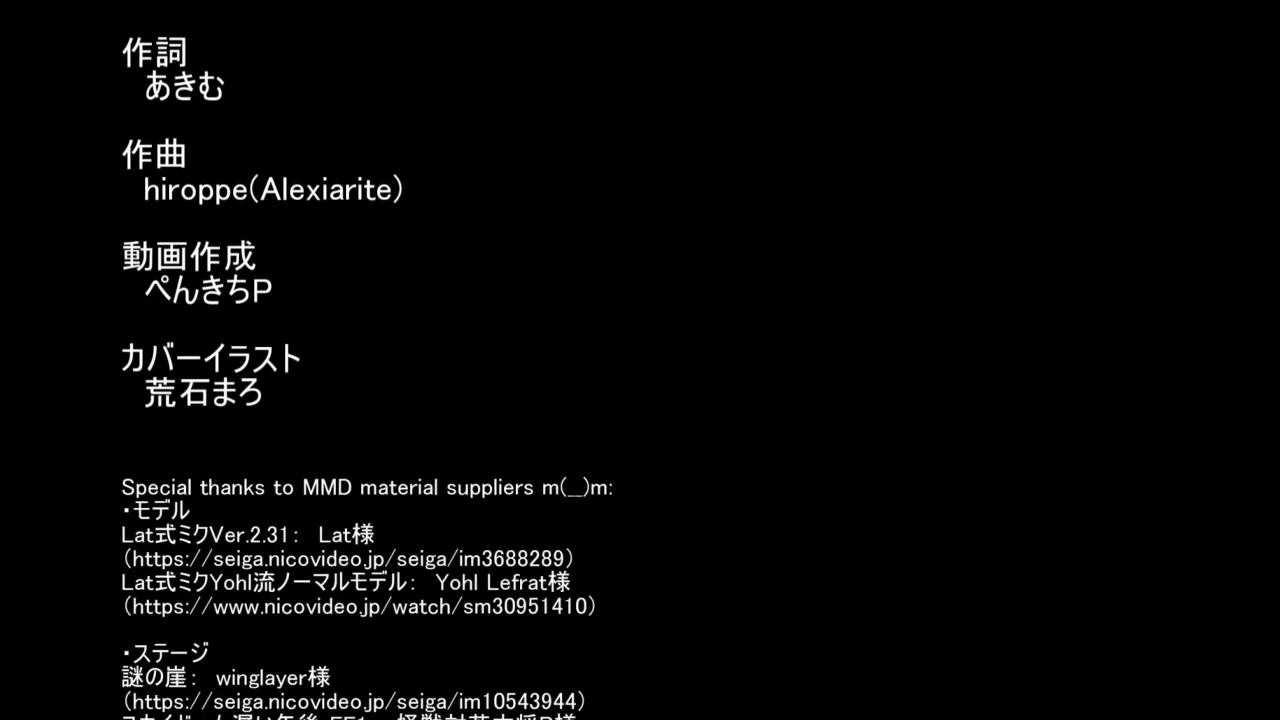 作詞
あきむ
作曲
hiroppe(Alexiarite)
動画作成
ぺんきちP
カバーイラスト
荒石まろ
Special thanks to MMD material suppliers m(__)m:
・モデル
Lat式ミクVer.2.31： Lat様
(https://seiga.nicovideo.jp/seiga/im3688289)
Lat式ミクYohl流ノーマルモデル： Yohl Lefrat様
(https://www.nicovideo.jp/watch/sm30951410)
・ステージ
謎の崖： winglayer様
(https://seiga.nicovideo.jp/seiga/im10543944)